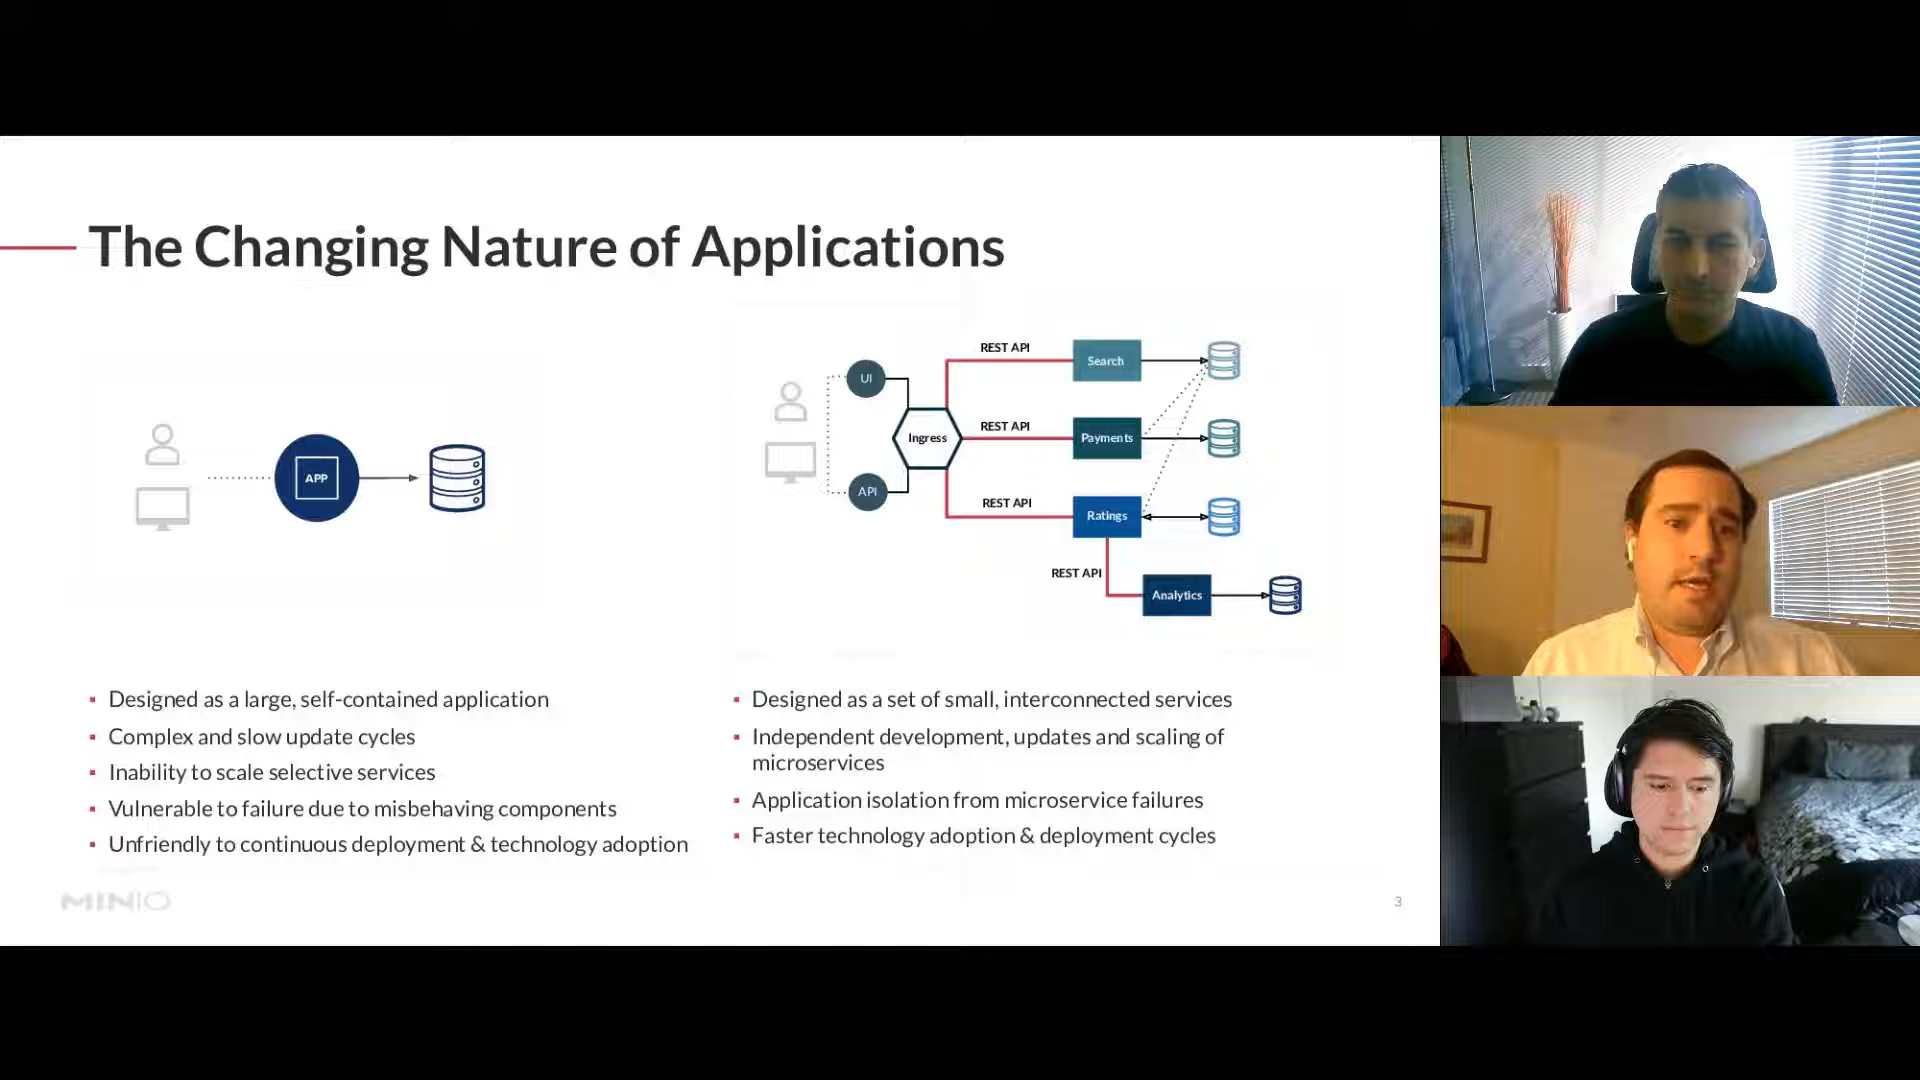 The Changing Nature of Applications
APP
UI
API
Ingress
REST API
Search
REST API
Payments
REST API
Ratings
REST API
Analytics
Designed as a large, self-contained application
Complex and slow update cycles
Inability to scale selective services
Vulnerable to failure due to misbehaving components
Unfriendly to continuous deployment & technology adoption
Designed as a set of small, interconnected services
Independent development, updates and scaling of
microservices
Application isolation from microservice failures
Faster technology adoption & deployment cycles
MINIO
3